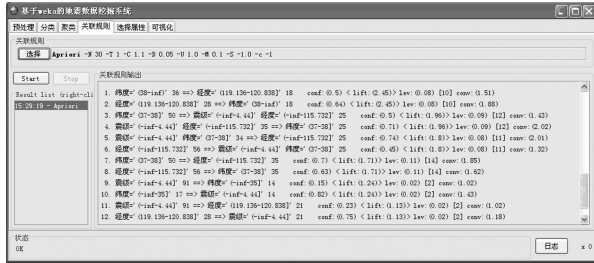 基于weka的地震数据挖掘系统
预处理 分类 聚类 关联规则 选择属性 可视化
关联规则
选择 Apriori -N 30 -T 1 -C 1.1 -D 0.05 -U 1.0 -M 0.1 -S -1.0 -c -1
Start Stop
关联规则输出
Result list (right-cli
15:29:19 - Apriori
1. 纬度='(38-inf)' 36 ==> 经度='(119.136-120.838]' 18 conf:(0.5) < lift:(2.45)> lev:(0.08) [10] conv:(1.51)
2. 经度='(119.136-120.838]' 28 ==> 纬度='(38-inf)' 18 conf:(0.64) < lift:(2.45)> lev:(0.08) [10] conv:(1.88)
3. 纬度='(37-38]' 50 ==> 震级='(-inf-4.44]' 经度='(-inf-115.732]' 25 conf:(0.5) < lift:(1.96)> lev:(0.09) [12] conv:(1.43)
4. 震级='(-inf-4.44]' 经度='(-inf-115.732]' 35 ==> 纬度='(37-38]' 25 conf:(0.71) < lift:(1.96)> lev:(0.09) [12] conv:(2.02)
5. 震级='(-inf-4.44]' 纬度='(37-38]' 34 ==> 经度='(-inf-115.732]' 25 conf:(0.74) < lift:(1.8)> lev:(0.08) [11] conv:(2.01)
6. 经度='(-inf-115.732]' 56 ==> 震级='(-inf-4.44]' 纬度='(37-38]' 25 conf:(0.45) < lift:(1.8)> lev:(0.08) [11] conv:(1.32)
7. 纬度='(37-38]' 50 ==> 经度='(-inf-115.732]' 35 conf:(0.7) < lift:(1.71)> lev:(0.11) [14] conv:(1.85)
8. 经度='(-inf-115.732]' 56 ==> 纬度='(37-38]' 35 conf:(0.63) < lift:(1.71)> lev:(0.11) [14] conv:(1.62)
9. 震级='(-inf-4.44]' 91 ==> 纬度='(-inf-35]' 14 conf:(0.15) < lift:(1.24)> lev:(0.02) [2] conv:(1.02)
10. 纬度='(-inf-35]' 17 ==> 震级='(-inf-4.44]' 14 conf:(0.82) < lift:(1.24)> lev:(0.02) [2] conv:(1.43)
11. 震级='(-inf-4.44]' 91 ==> 经度='(119.136-120.838]' 21 conf:(0.23) < lift:(1.13)> lev:(0.02) [2] conv:(1.02)
12. 经度='(119.136-120.838]' 28 ==> 震级='(-inf-4.44]' 21 conf:(0.75) < lift:(1.13)> lev:(0.02) [2] conv:(1.18)
状态
OK
日志 x 0